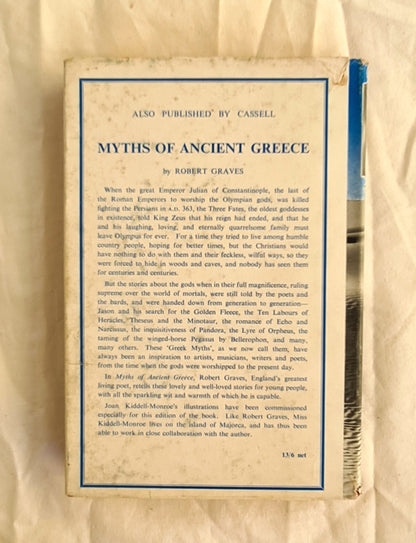 ALSO PUBLISHED BY CASSELL
MYTHS OF ANCIENT GREECE
by ROBERT GRAVES
When the great Emperor Julian of Constantinople, the last of
the Roman Emperors to worship the Olympian gods, was killed
fighting the Persians in A.D. 363, the Three Fates, the oldest goddesses
in existence, told King Zeus that his reign had ended, and that he
and his laughing, loving, and eternally quarrelsome family must
leave Olympus for ever. For a time they tried to live among humble
country people, hoping for better times, but the Christians would
have nothing to do with them and their feckless, wilful ways, so they
were forced to hide in woods and caves, and nobody has seen them
for centuries and centuries.
But the stories about the gods when in their full magnificence, ruling
supreme over the world of mortals, were still told by the poets and
the bards, and were handed down from generation to generation—
Jason and his search for the Golden Fleece, the Ten Labours of
Heracles, Theseus and the Minotaur, the romance of Echo and
Narcissus, the inquisitiveness of Pandora, the Lyre of Orpheus, the
taming of the winged-horse Pegasus by Bellerophon, and many,
many others. These 'Greek Myths', as we now call them, have
always been an inspiration to artists, musicians, writers and poets,
from the time when the gods were worshipped to the present day.
In Myths of Ancient Greece, Robert Graves, England's greatest
living poet, retells these lovely and well-loved stories for young people,
with all the sparkling wit and warmth of which he is capable.
Joan Kiddell-Monroe's illustrations have been commissioned
especially for this edition of the book. Like Robert Graves, Miss
Kiddell-Monroe lives on the island of Majorca, and has thus been
able to work in close collaboration with the author.
13/6 net